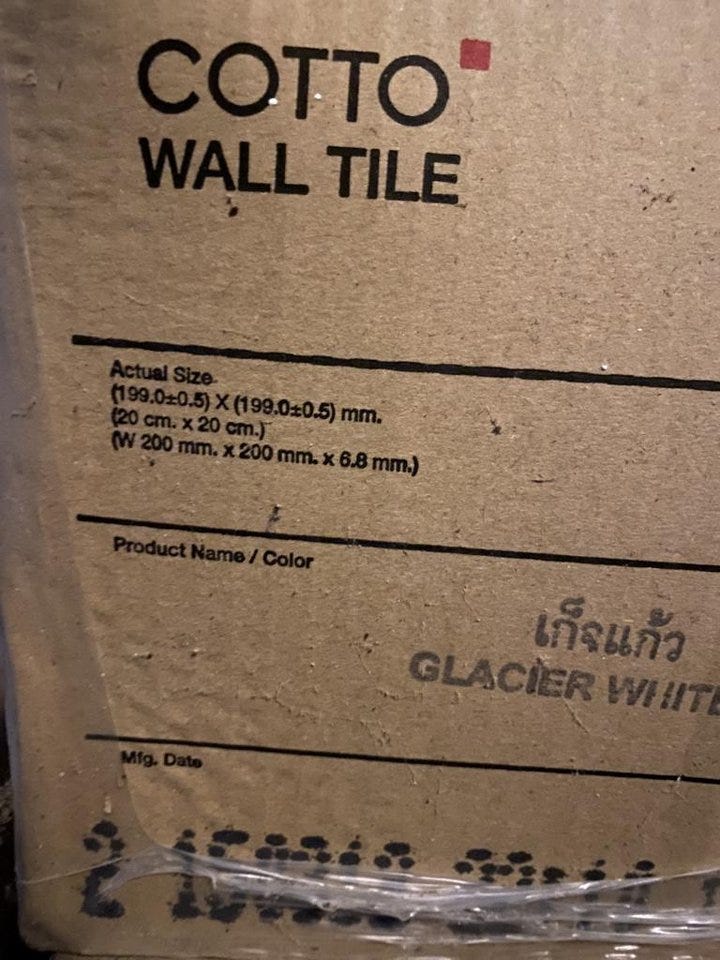 COTTO
WALL TILE
Actual Size
(199.0±0.5) X (199.0±0.5) mm.
(20 cm. x 20 cm.)
(W 200 mm. x 200 mm. x 6.8 mm.)
Product Name / Color
เก็จแก้ว
GLACIER WHITE
Mfg. Date
2